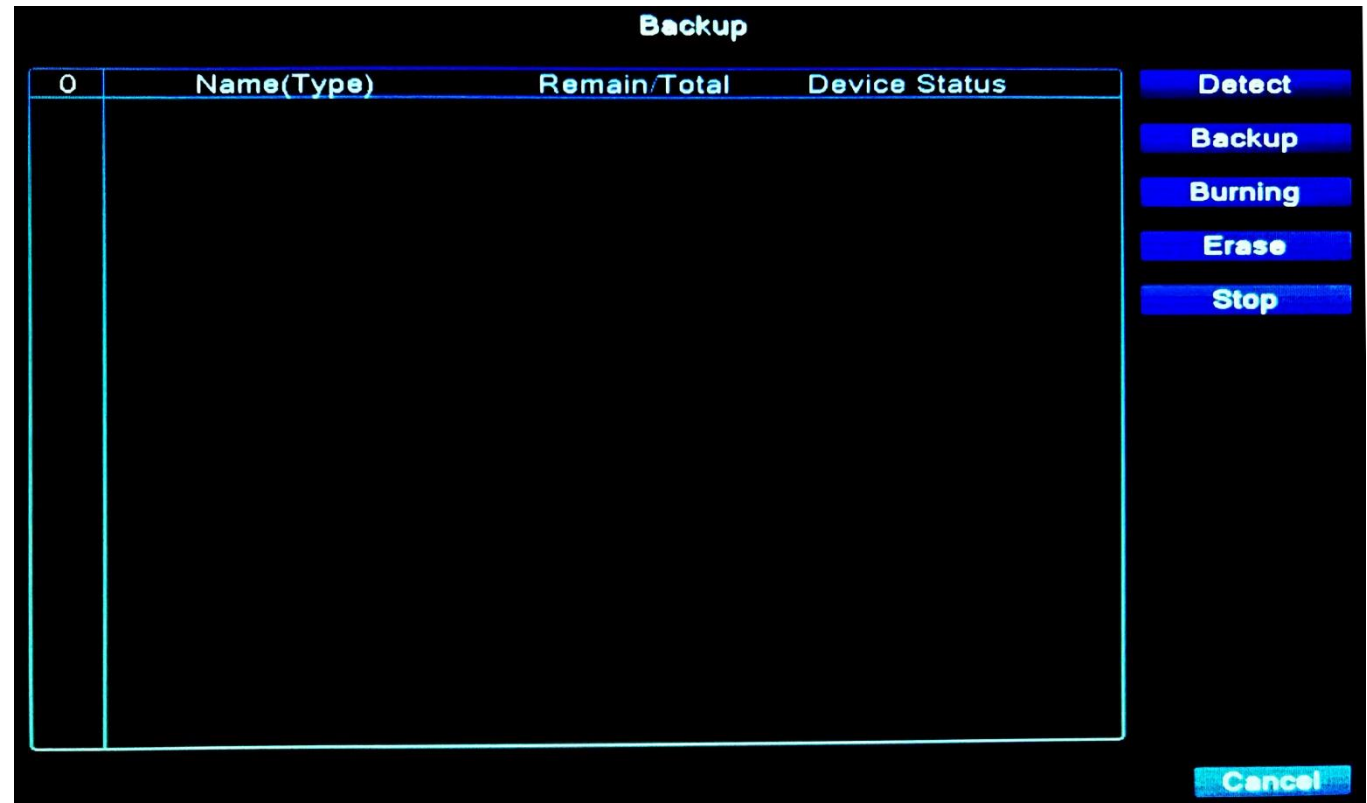 Backup
0 Name(Type) Remain/Total Device Status
Detect
Backup
Burning
Erase
Stop
Cancel